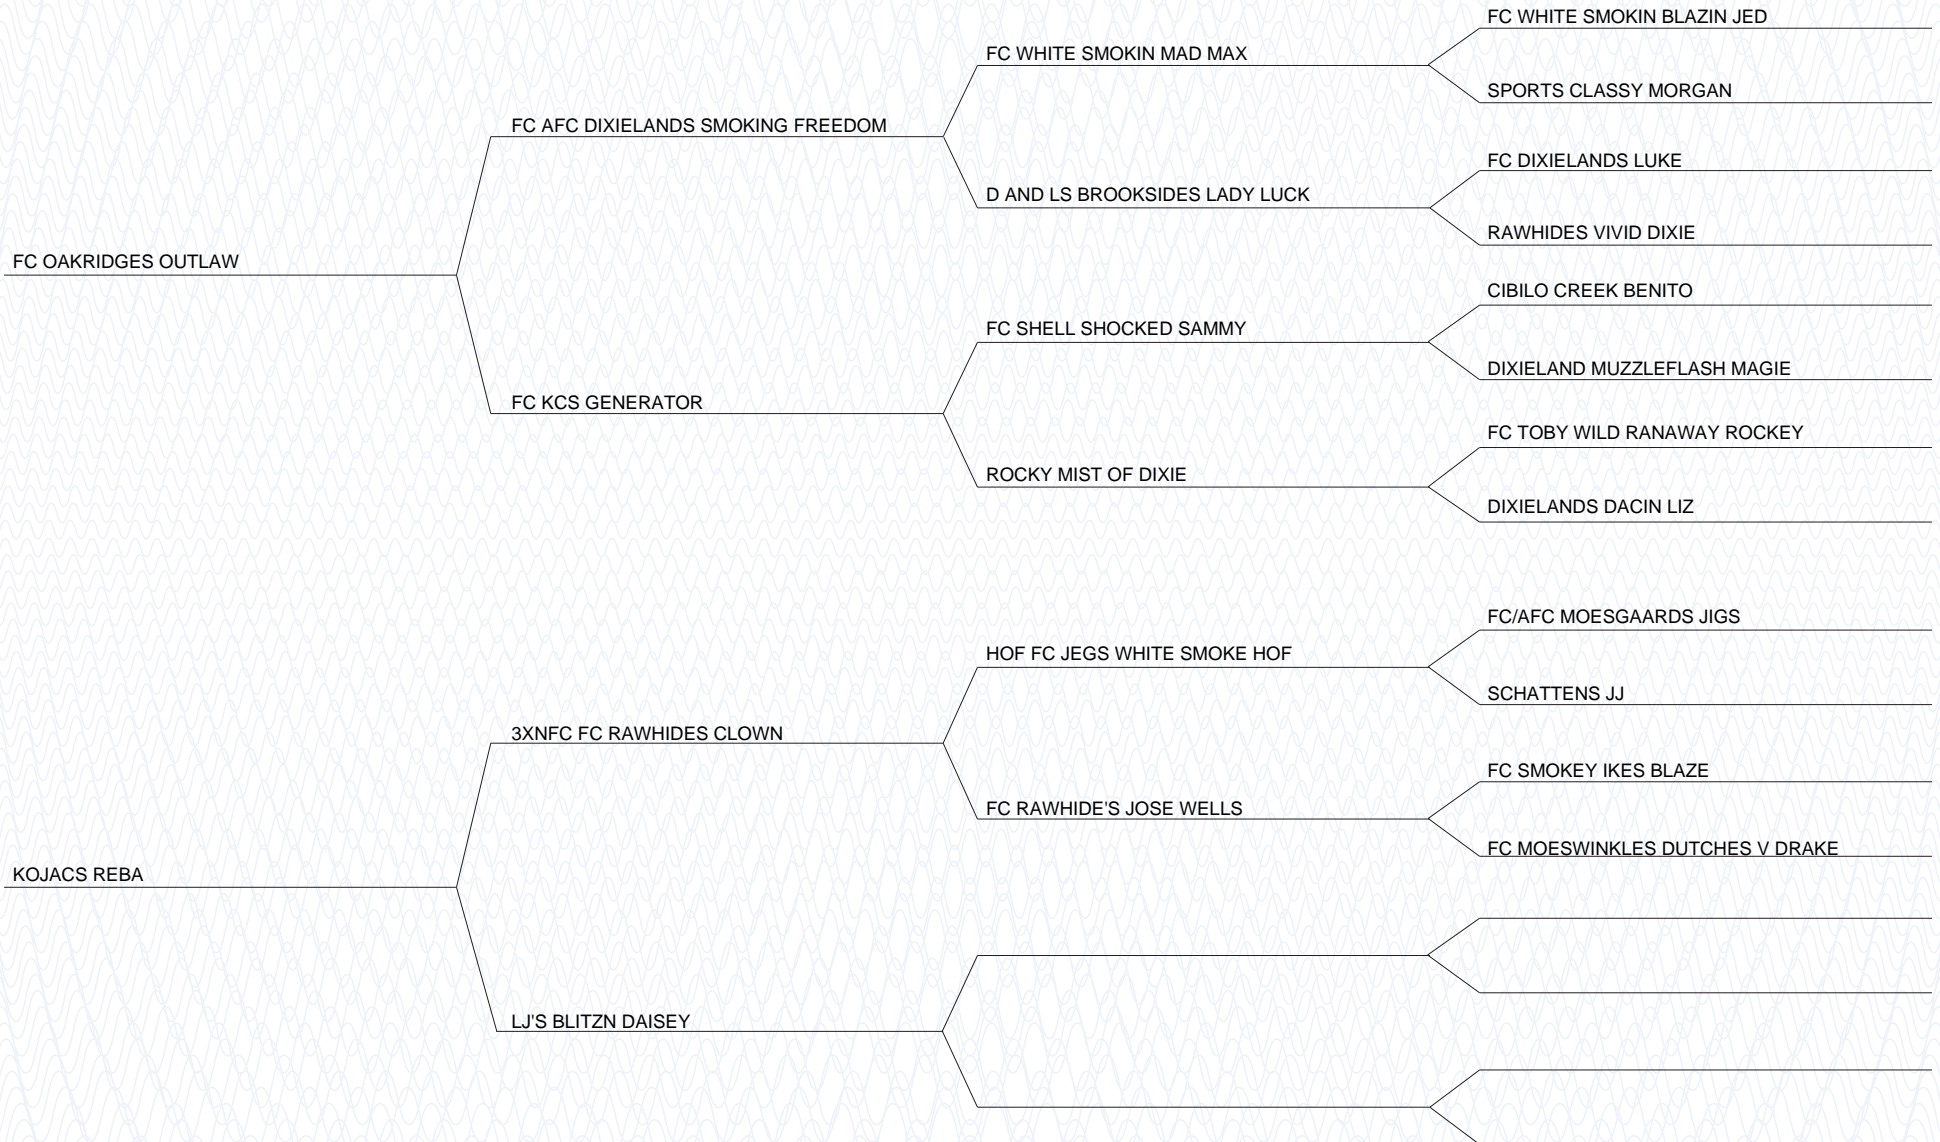 FC WHITE SMOKIN BLAZIN JED
FC WHITE SMOKIN MAD MAX
SPORTS CLASSY MORGAN
FC AFC DIXIELANDS SMOKING FREEDOM
FC DIXIELANDS LUKE
D AND LS BROOKSIDES LADY LUCK
RAWHIDES VIVID DIXIE
FC OAKRIDGES OUTLAW
CIBILO CREEK BENITO
FC SHELL SHOCKED SAMMY
DIXIELAND MUZZLEFLASH MAGIE
FC KCS GENERATOR
FC TOBY WILD RANAWAY ROCKEY
ROCKY MIST OF DIXIE
DIXIELANDS DACIN LIZ
FC/AFC MOESGAARDS JIGS
HOF FC JEGS WHITE SMOKE HOF
SCHATTENS JJ
3XNFC FC RAWHIDES CLOWN
FC SMOKEY IKES BLAZE
FC RAWHIDE'S JOSE WELLS
FC MOESWINKLES DUTCHES V DRAKE
KOJACS REBA
LJ'S BLITZN DAISEY